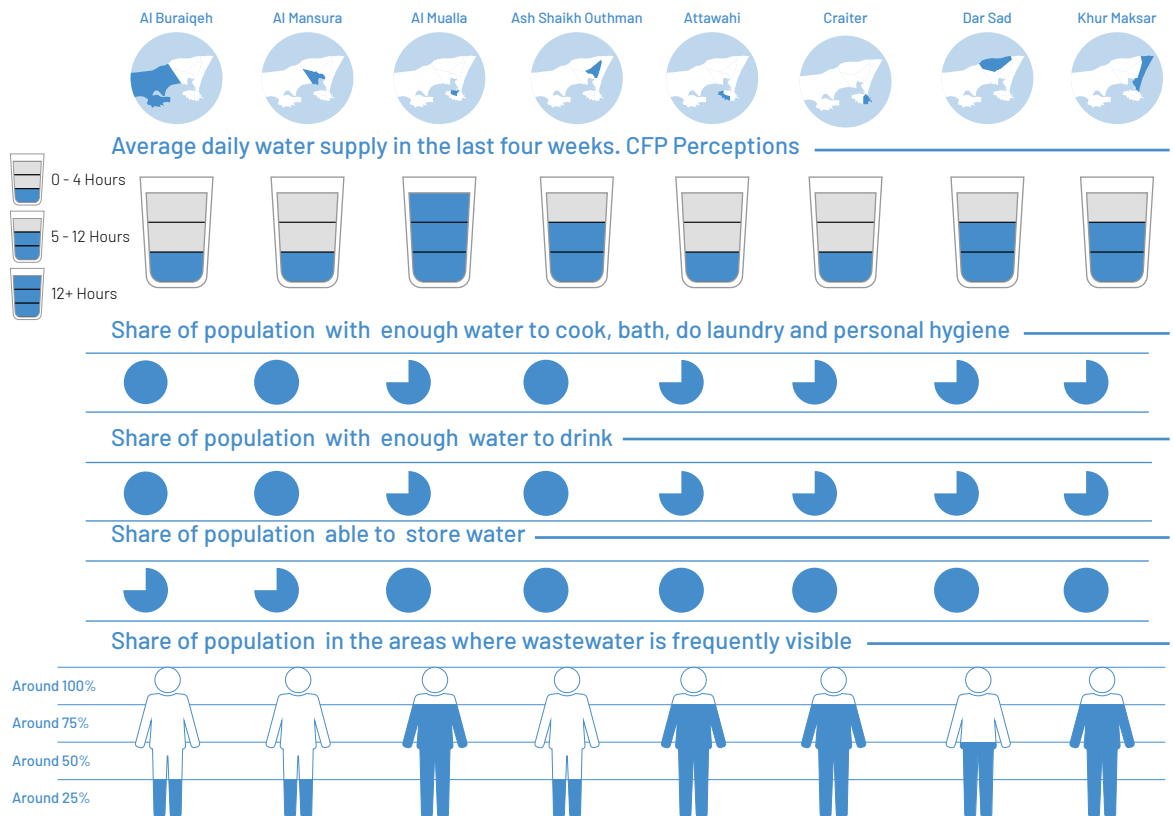 Al Buraiqeh
Al Mansura
Al Mualla
Ash Shaikh Outhman
Attawahi
Craiter
Dar Sad
Khur Maksar
Average daily water supply in the last four weeks. CFP Perceptions
0 - 4 Hours
5 - 12 Hours
12+ Hours
Share of population with enough water to cook, bath, do laundry and personal hygiene
Share of population with enough water to drink
Share of population able to store water
Share of population in the areas where wastewater is frequently visible
Around 100%
Around 75%
Around 50%
Around 25%